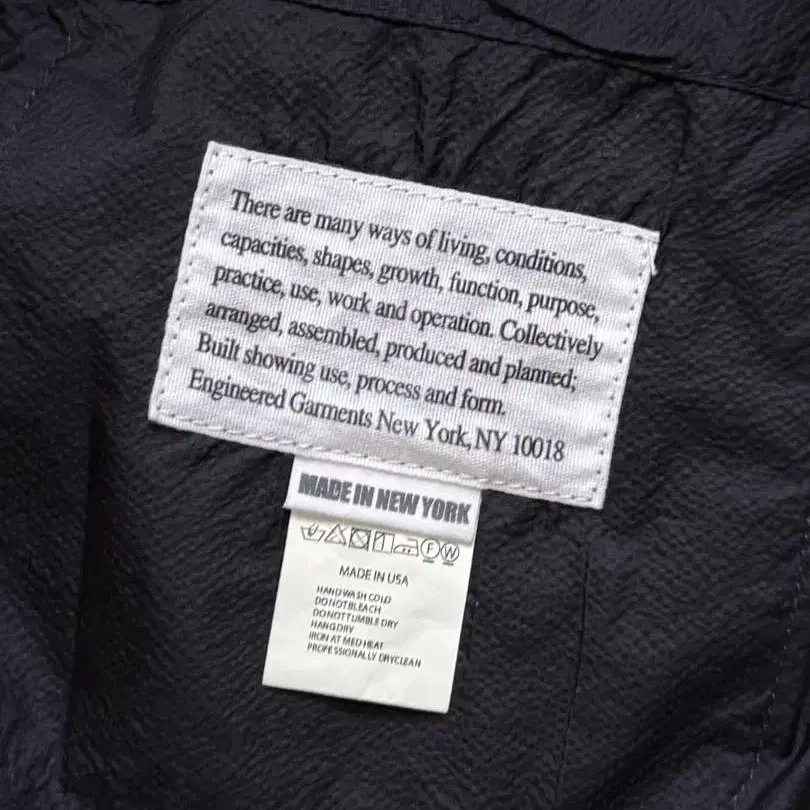 There are many ways of living, conditions,
capacities, shapes, growth, function, purpose,
practice, use, work and operation. Collectively
arranged, assembled, produced and planned;
Built showing use, process and form.
Engineered Garments New York, NY 10018
MADE IN NEW YORK
F W
MADE IN USA
HAND WASH COLD
DO NOT BLEACH
DO NOT TUMBLE DRY
HANG DRY
IRON AT MED HEAT
PROFESSIONALLY DRYCLEAN